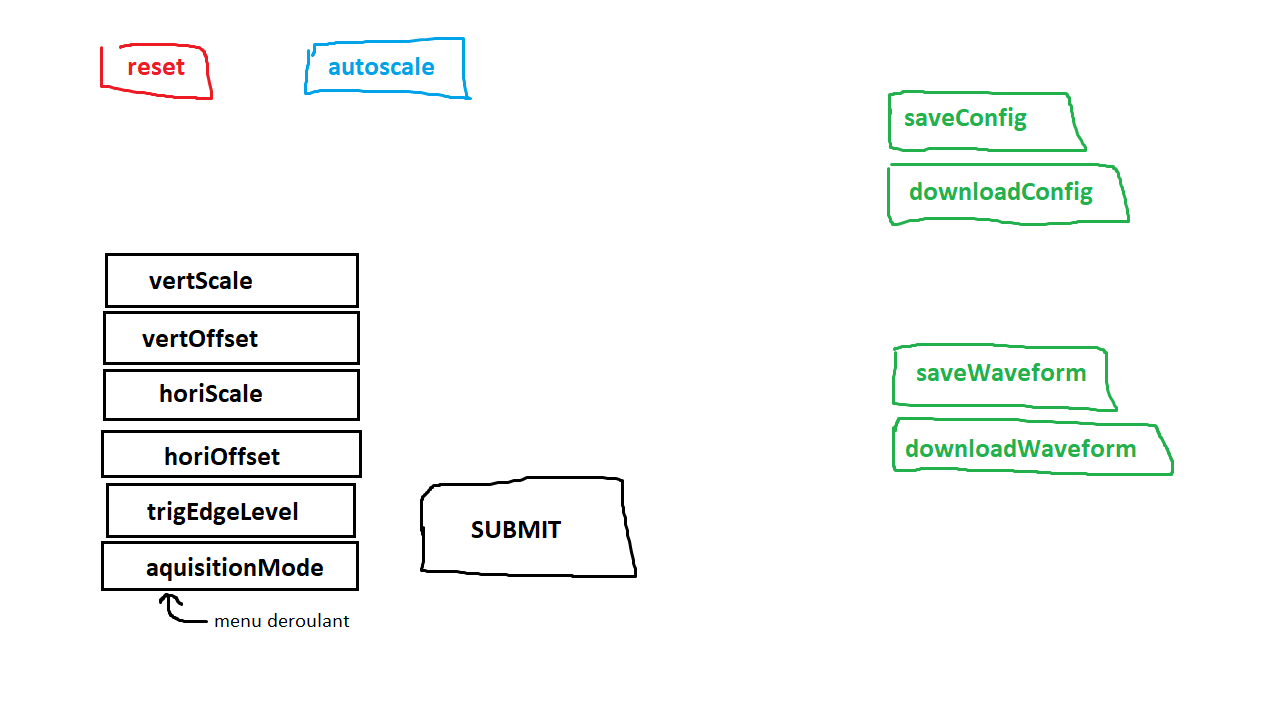 reset
autoscale
saveConfig
downloadConfig
vertScale
vertOffset
horiScale
horiOffset
trigEdgeLevel
aquisitionMode
menu deroulant
SUBMIT
saveWaveform
downloadWaveform